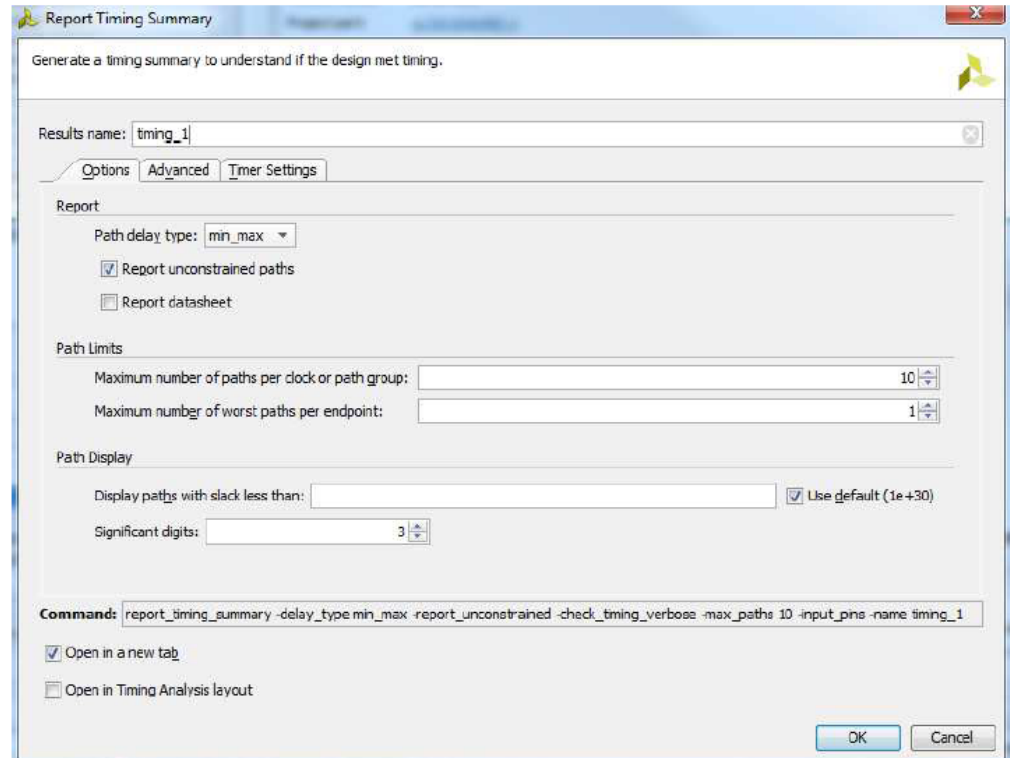 Report Timing Summary
Generate a timing summary to understand if the design met timing.
Results name: timing_1
Options Advanced Timer Settings
Report
Path delay type: min_max
Report unconstrained paths
Report datasheet
Path Limits
Maximum number of paths per clock or path group: 10
Maximum number of worst paths per endpoint: 1
Path Display
Display paths with slack less than: Use default (1e+30)
Significant digits: 3
Command: report_timing_summary -delay_type min_max -report_unconstrained -check_timing_verbose -max_paths 10 -input_pins -name timing_1
Open in a new tab
Open in Timing Analysis layout
OK Cancel